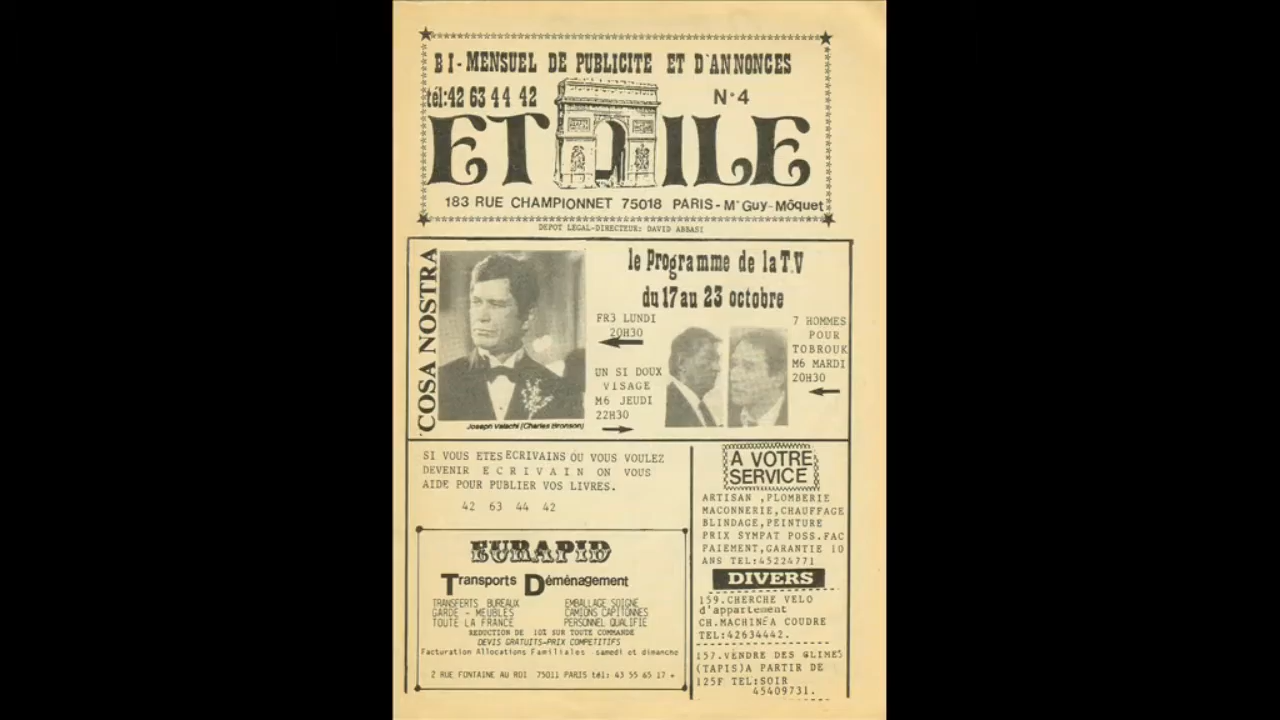 BI-MENSUEL DE PUBLICITE ET D'ANNONCES
tél:42 63 44 42
N°4
ETOILE
183 RUE CHAMPIONNET 75018 PARIS-M° Guy-Môquet
DEPOT LEGAL-DIRECTEUR: DAVID ABBASI
COSA NOSTRA
Joseph Valachi (Charles Bronson)
le Programme de la T.V
du 17 au 23 octobre
FR3 LUNDI
20H30
UN SI DOUX
VISAGE
M6 JEUDI
22H30
7 HOMMES
POUR
TOBROUK
M6 MARDI
20H30
SI VOUS ETES ECRIVAINS OU VOUS VOULEZ
DEVENIR E C R I V A I N ON VOUS
AIDE POUR PUBLIER VOS LIVRES.
42 63 44 42
EURAPID
Transports Déménagement
TRANSFERTS BUREAUX
GARDE - MEUBLES
TOUTE LA FRANCE
EMBALLAGE SOIGNE
CAMIONS CAPITONNES
PERSONNEL QUALIFIE
REDUCTION DE 10% SUR TOUTE COMMANDE
DEVIS GRATUITS-PRIX COMPETITIFS
Facturation Allocations Familiales samedi et dimanche
2 RUE FONTAINE AU ROI 75011 PARIS tél: 43 55 65 17 +
A VOTRE
SERVICE
ARTISAN ,PLOMBERIE
MACONNERIE,CHAUFFAGE
BLINDAGE,PEINTURE
PRIX SYMPAT POSS.FAC
PAIEMENT,GARANTIE 10
ANS TEL:45224771
DIVERS
159.CHERCHE VELO
d'appartement
CH.MACHINE A COUDRE
TEL:42634442.
157.VENDRE DES GLIMES
(TAPIS)A PARTIR DE
125F TEL:SOIR
45409731.